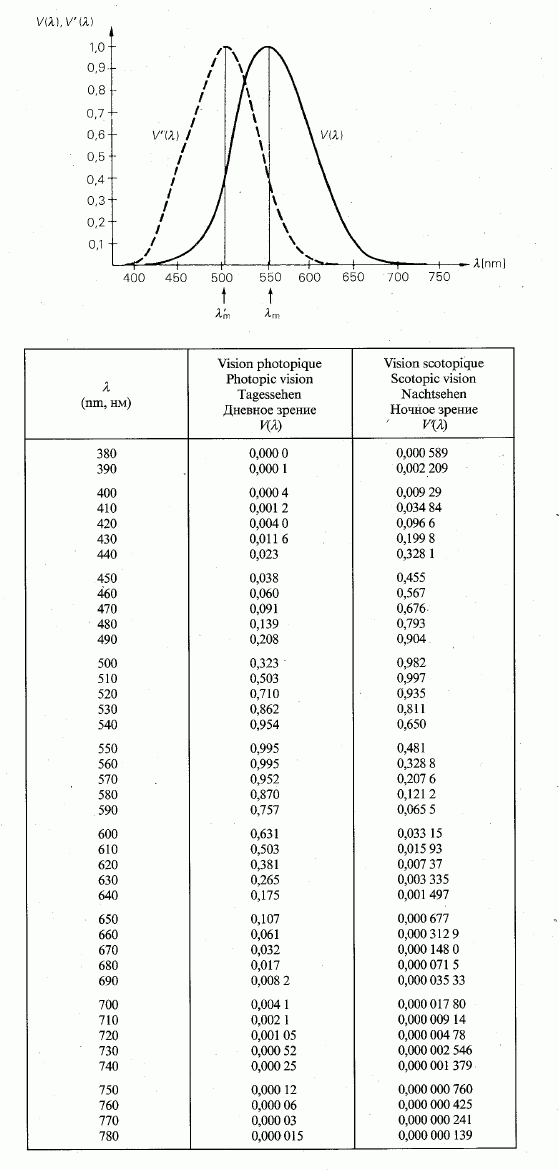 V(λ), V′(λ)
1,0
0,9
0,8
0,7
V′(λ) V(λ)
0,6
0,5
0,4
0,3
0,2
0,1
400 450 500 550 600 650 700 750 λ[nm]
λ′m λm
λ
(nm, нм)
Vision photopique
Photopic vision
Tagessehen
Дневное зрение
V(λ)
Vision scotopique
Scotopic vision
Nachtsehen
Ночное зрение
V′(λ)
380 0,000 0 0,000 589
390 0,000 1 0,002 209
400 0,000 4 0,009 29
410 0,001 2 0,034 84
420 0,004 0 0,096 6
430 0,011 6 0,199 8
440 0,023 0,328 1
450 0,038 0,455
460 0,060 0,567
470 0,091 0,676
480 0,139 0,793
490 0,208 0,904
500 0,323 0,982
510 0,503 0,997
520 0,710 0,935
530 0,862 0,811
540 0,954 0,650
550 0,995 0,481
560 0,995 0,328 8
570 0,952 0,207 6
580 0,870 0,121 2
590 0,757 0,065 5
600 0,631 0,033 15
610 0,503 0,015 93
620 0,381 0,007 37
630 0,265 0,003 335
640 0,175 0,001 497
650 0,107 0,000 677
660 0,061 0,000 312 9
670 0,032 0,000 148 0
680 0,017 0,000 071 5
690 0,008 2 0,000 035 33
700 0,004 1 0,000 017 80
710 0,002 1 0,000 009 14
720 0,001 05 0,000 004 78
730 0,000 52 0,000 002 546
740 0,000 25 0,000 001 379
750 0,000 12 0,000 000 760
760 0,000 06 0,000 000 425
770 0,000 03 0,000 000 241
780 0,000 015 0,000 000 139